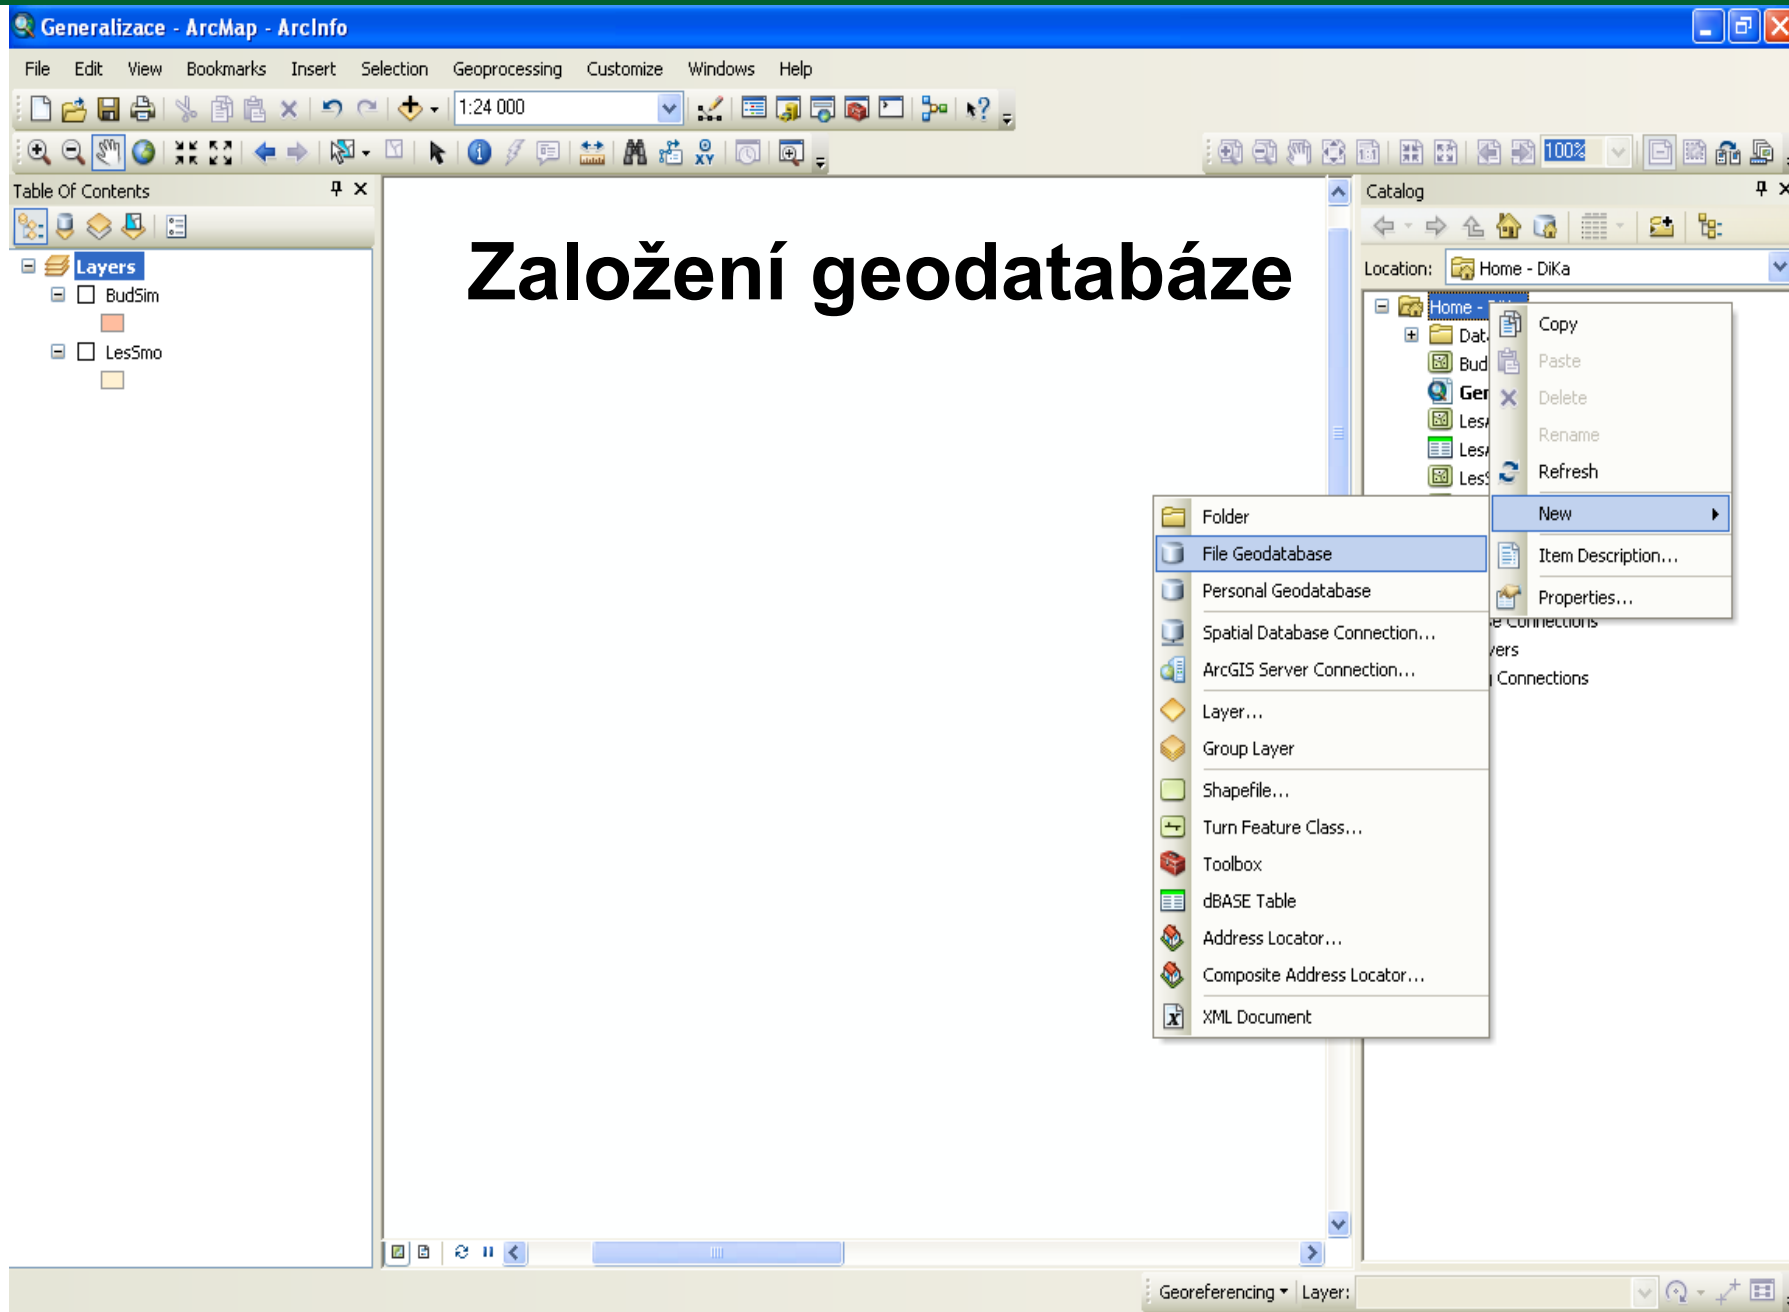 Generalizace - ArcMap - ArcInfo
File Edit View Bookmarks Insert Selection Geoprocessing Customize Windows Help
1:24 000
100%
Table Of Contents
Layers
BudSim
LesSmo
Založení geodatabáze
Catalog
Location: Home - DiKa
Home -
Copy
Paste
Delete
Rename
Refresh
New
Item Description...
Properties...
Folder
File Geodatabase
Personal Geodatabase
Spatial Database Connection...
ArcGIS Server Connection...
Layer...
Group Layer
Shapefile...
Turn Feature Class...
Toolbox
dBASE Table
Address Locator...
Composite Address Locator...
XML Document
Connections
Connections
Georeferencing Layer: